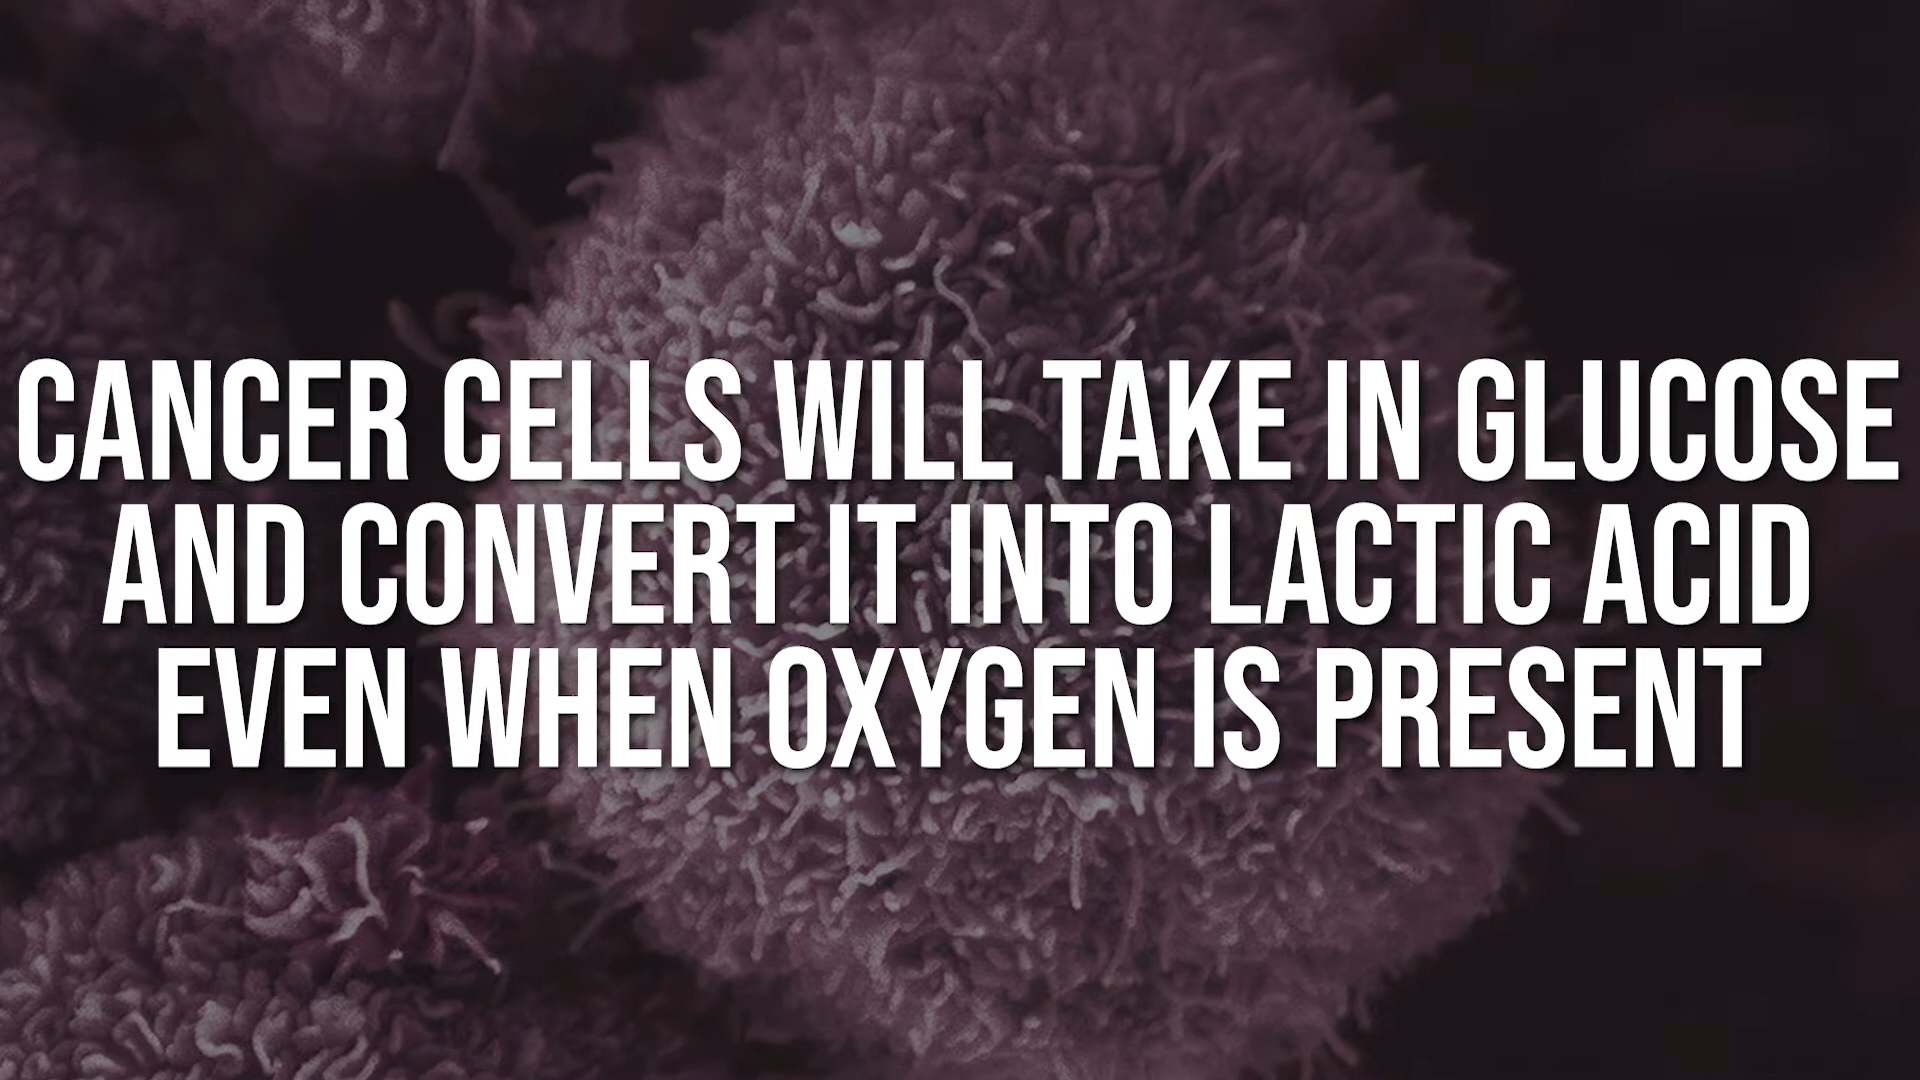 CANCER CELLS WILL TAKE IN GLUCOSE
AND CONVERT IT INTO LACTIC ACID
EVEN WHEN OXYGEN IS PRESENT